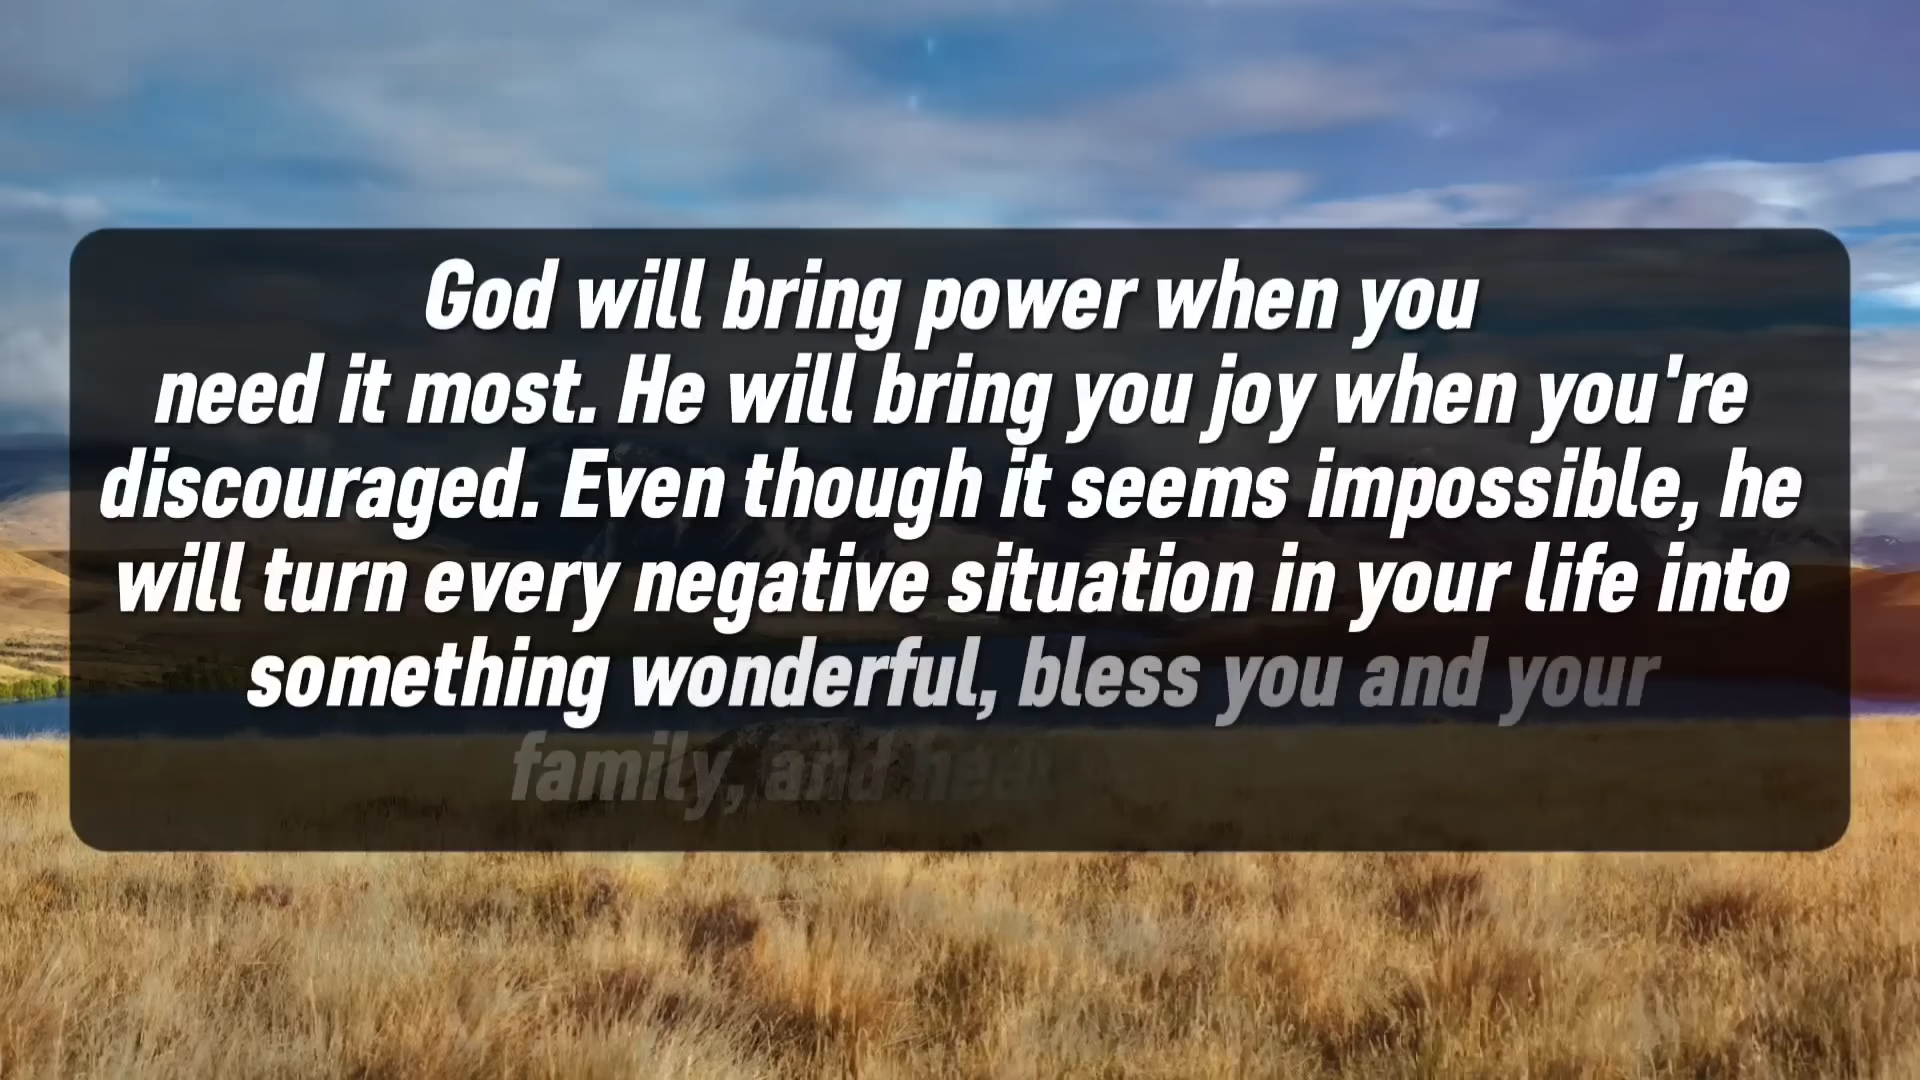 God will bring power when you
need it most. He will bring you joy when you're
discouraged. Even though it seems impossible, he
will turn every negative situation in your life into
something wonderful, bless you and your
family, and